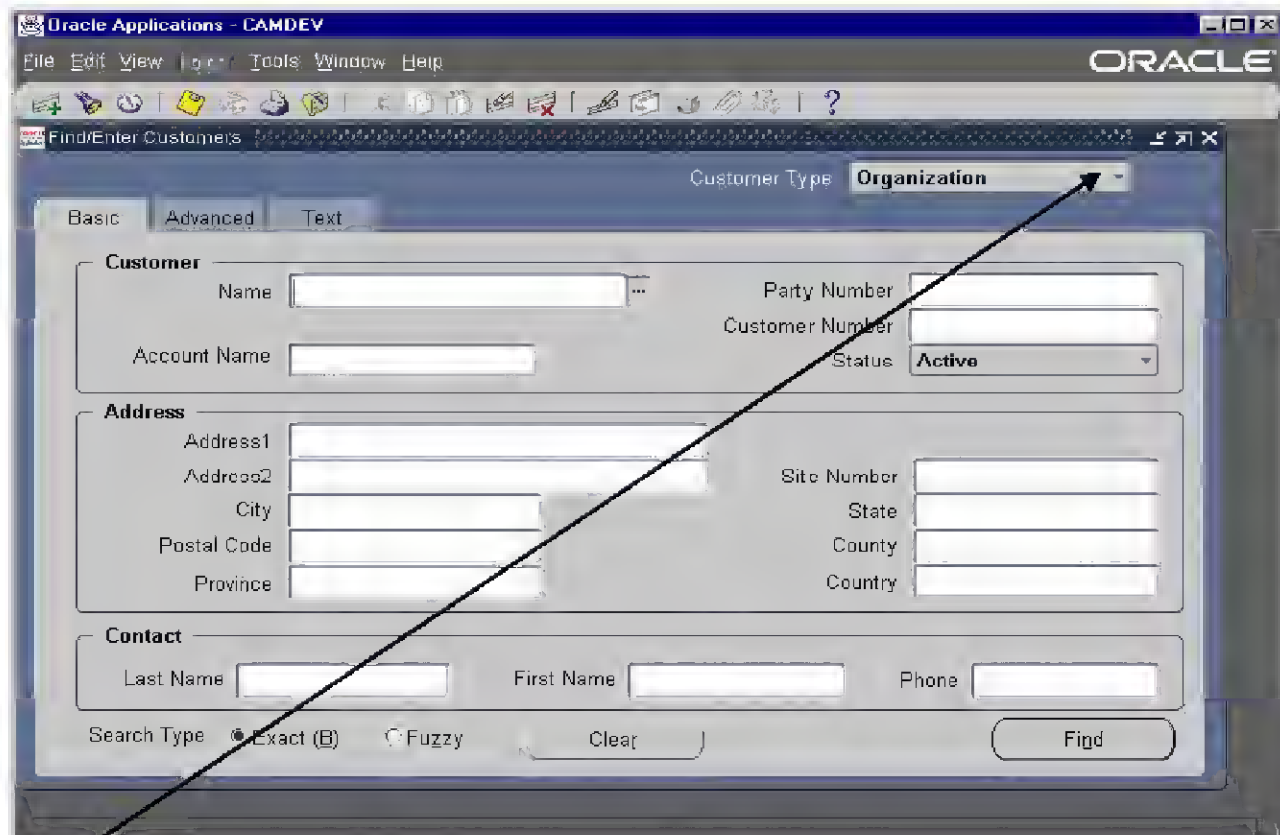 Oracle Applications - CAMDEV
File Edit View Tools Window Help
ORACLE
?
Find/Enter Customers
Customer Type Organization
Basic Advanced Text
Customer
Name ... Party Number
Customer Number
Account Name Status Active
Address
Address1
Address2 Site Number
City State
Postal Code County
Province Country
Contact
Last Name First Name Phone
Search Type Exact (B) Fuzzy Clear Find